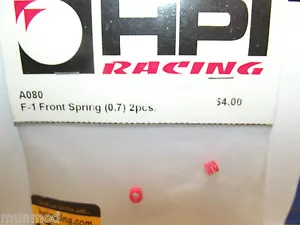 HPI
RACING
A080
F-1 Front Spring (0.7) 2pcs.
$4.00